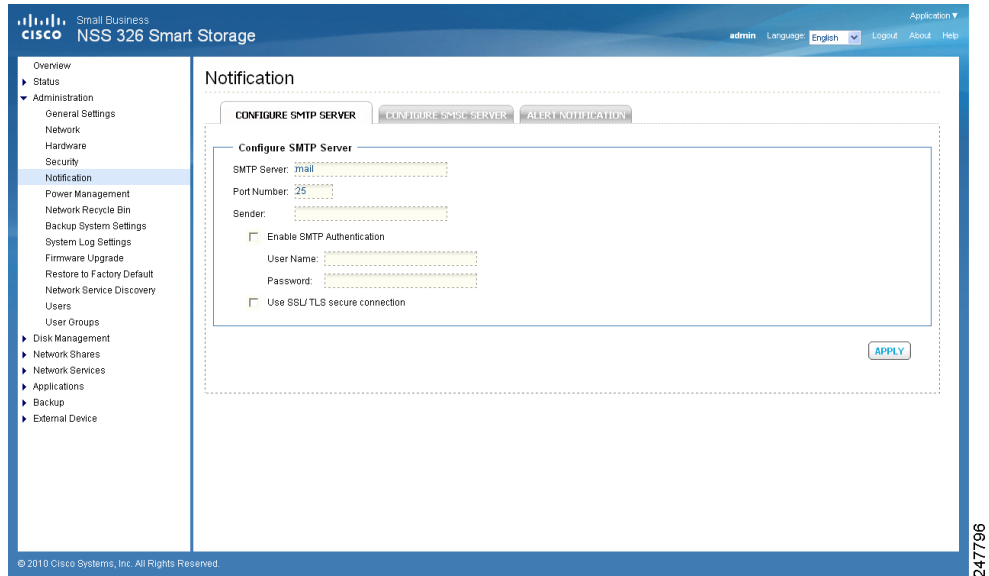 Small Business
CISCO NSS 326 Smart Storage
Application
admin Language: English Logout About Help
Overview
Status
Administration
General Settings
Network
Hardware
Security
Notification
Power Management
Network Recycle Bin
Backup System Settings
System Log Settings
Firmware Upgrade
Restore to Factory Default
Network Service Discovery
Users
User Groups
Disk Management
Network Shares
Network Services
Applications
Backup
External Device
Notification
CONFIGURE SMTP SERVER CONFIGURE SMSC SERVER ALERT NOTIFICATION
Configure SMTP Server
SMTP Server: mail
Port Number: 25
Sender:
Enable SMTP Authentication
User Name:
Password:
Use SSL/ TLS secure connection
APPLY
© 2010 Cisco Systems, Inc. All Rights Reserved.
247796